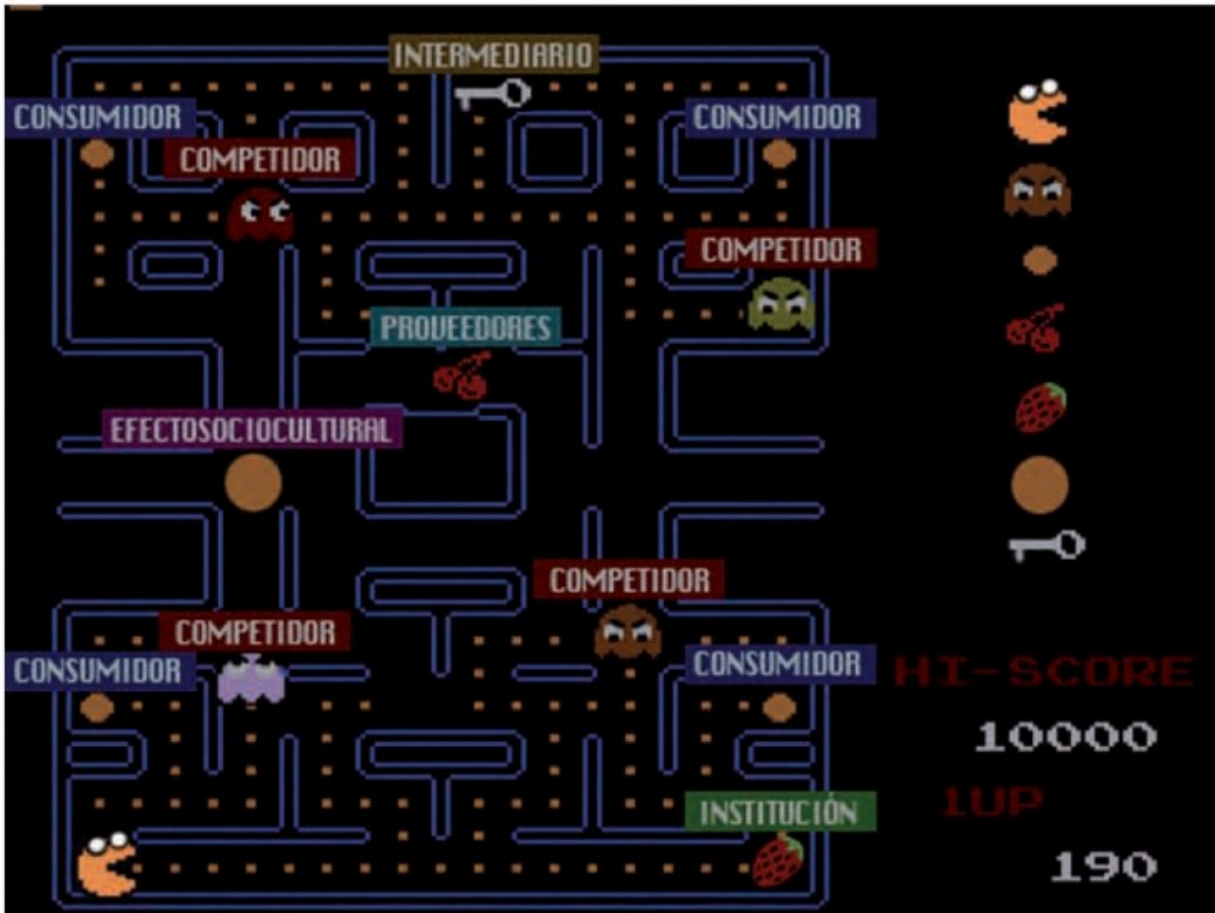 INTERMEDIARIO
CONSUMIDOR
CONSUMIDOR
COMPETIDOR
COMPETIDOR
PROVEEDORES
EFECTOSOCIOCULTURAL
COMPETIDOR
COMPETIDOR
CONSUMIDOR
CONSUMIDOR
HI-SCORE
10000
1UP
INSTITUCIÓN
190